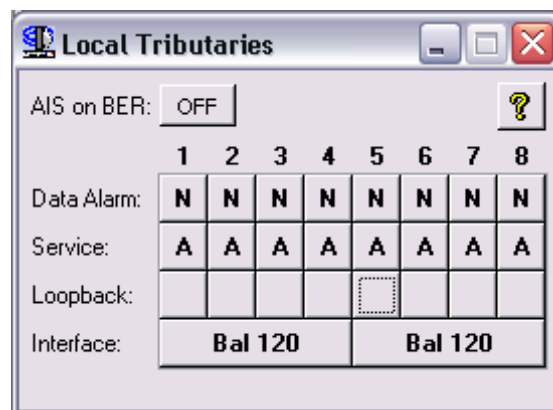 Local Tributaries
AIS on BER: OFF ?
1 2 3 4 5 6 7 8
Data Alarm: N N N N N N N N
Service: A A A A A A A A
Loopback:
Interface: Bal 120 Bal 120